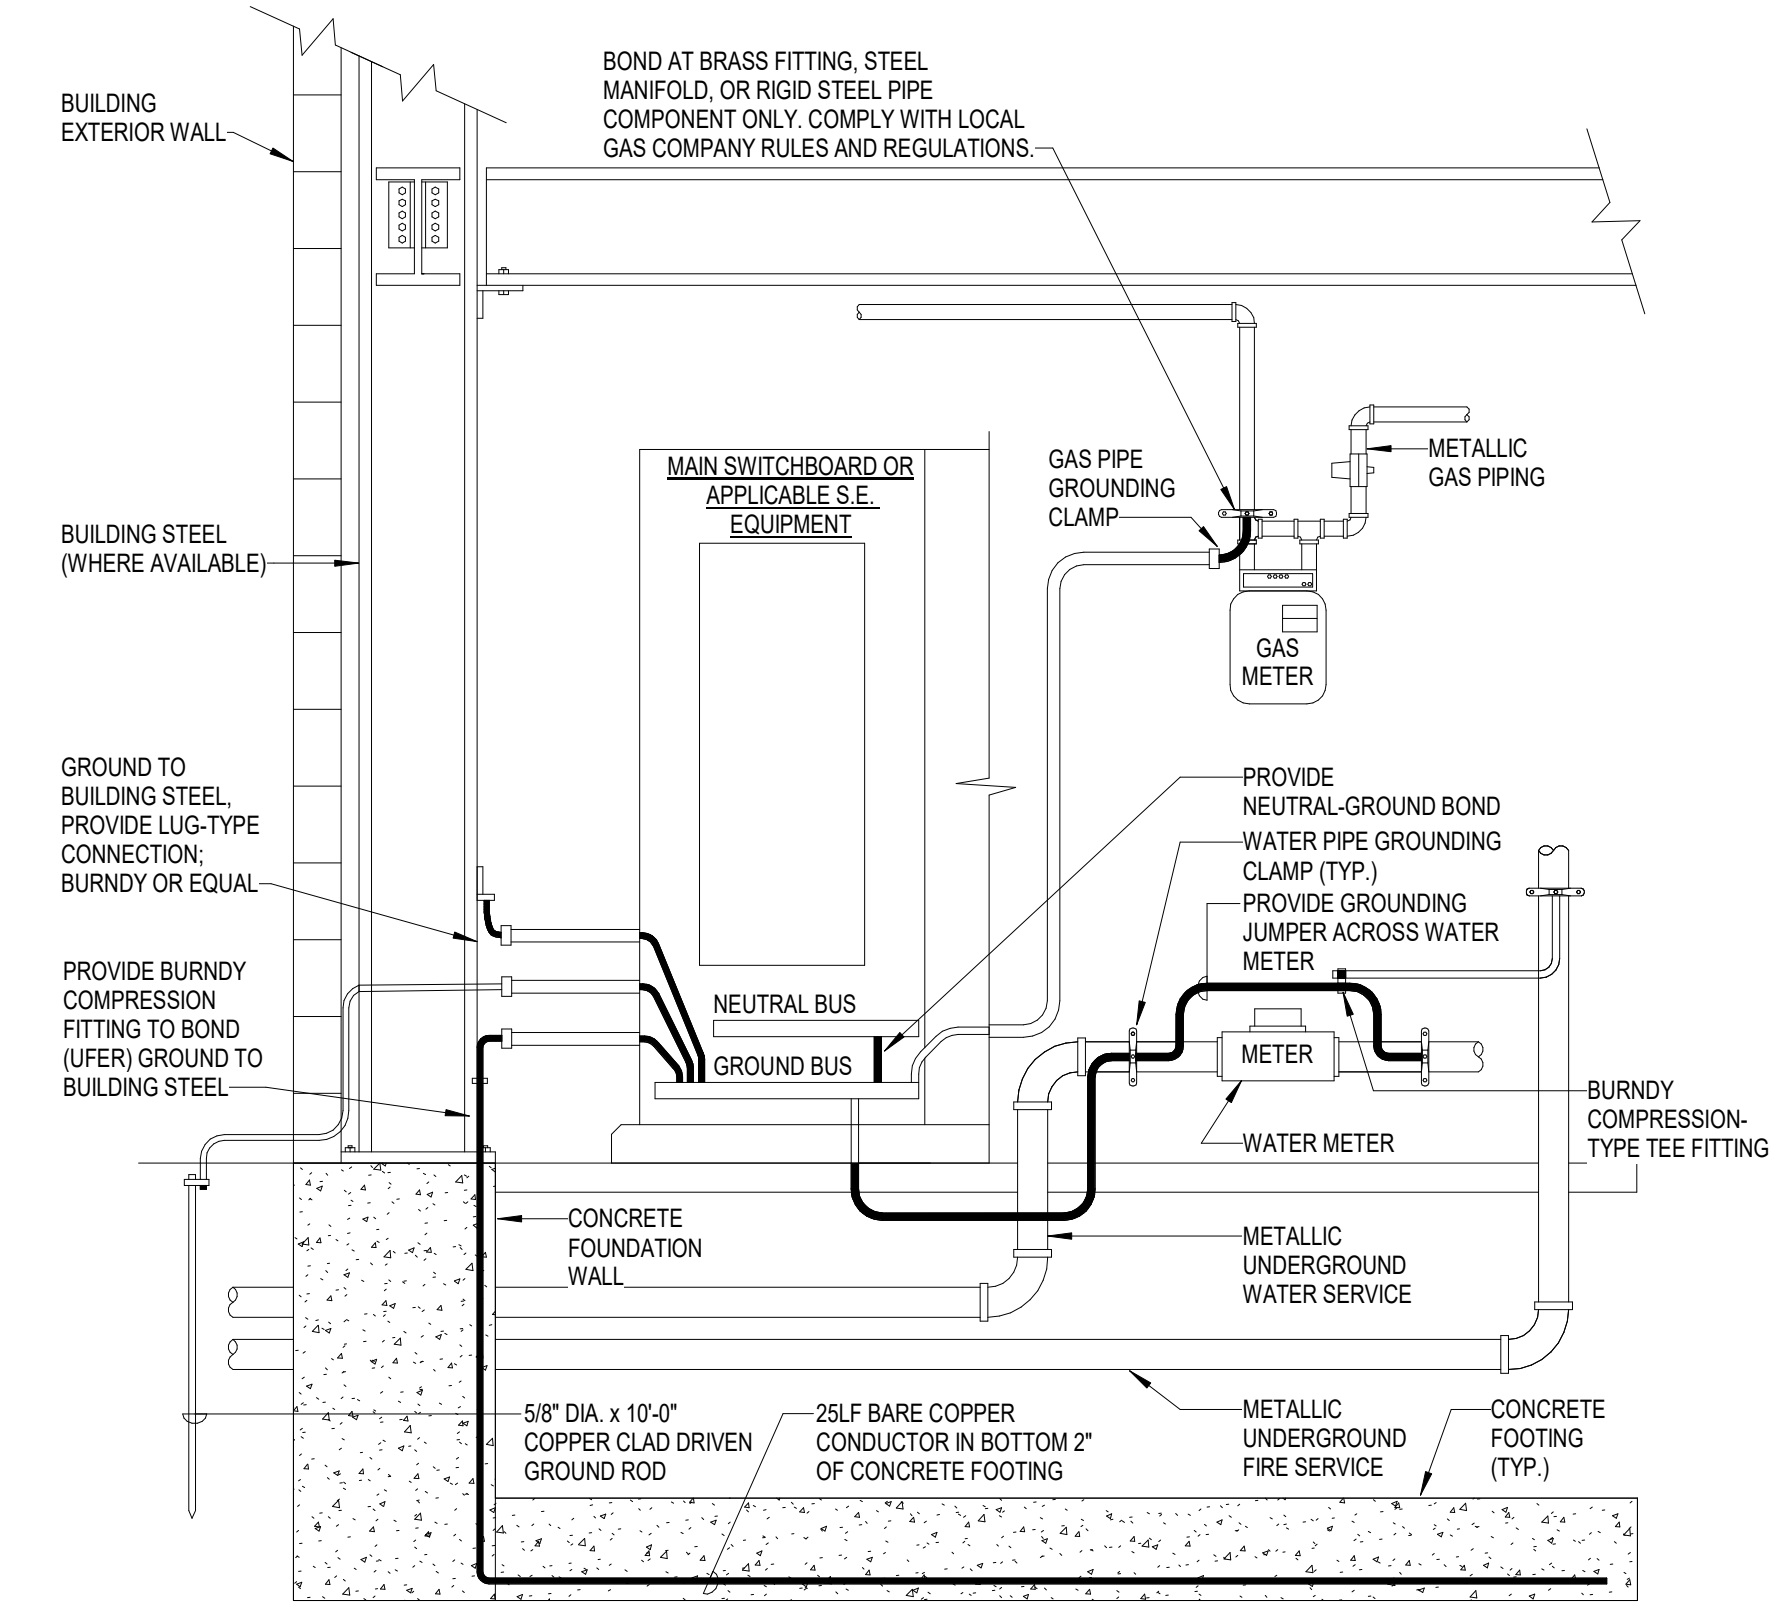 BOND AT BRASS FITTING, STEEL
MANIFOLD, OR RIGID STEEL PIPE
COMPONENT ONLY. COMPLY WITH LOCAL
GAS COMPANY RULES AND REGULATIONS.
BUILDING
EXTERIOR WALL
MAIN SWITCHBOARD OR
APPLICABLE S.E.
EQUIPMENT
GAS PIPE
GROUNDING
CLAMP
METALLIC
GAS PIPING
BUILDING STEEL
(WHERE AVAILABLE)
GAS
METER
GROUND TO
BUILDING STEEL,
PROVIDE LUG-TYPE
CONNECTION;
BURNDY OR EQUAL
PROVIDE
NEUTRAL-GROUND BOND
WATER PIPE GROUNDING
CLAMP (TYP.)
PROVIDE GROUNDING
JUMPER ACROSS WATER
METER
PROVIDE BURNDY
COMPRESSION
FITTING TO BOND
(UFER) GROUND TO
BUILDING STEEL
NEUTRAL BUS
GROUND BUS
METER
BURNDY
COMPRESSION-
TYPE TEE FITTING
WATER METER
CONCRETE
FOUNDATION
WALL
METALLIC
UNDERGROUND
WATER SERVICE
5/8" DIA. x 10'-0"
COPPER CLAD DRIVEN
GROUND ROD
25LF BARE COPPER
CONDUCTOR IN BOTTOM 2"
OF CONCRETE FOOTING
METALLIC
UNDERGROUND
FIRE SERVICE
CONCRETE
FOOTING
(TYP.)